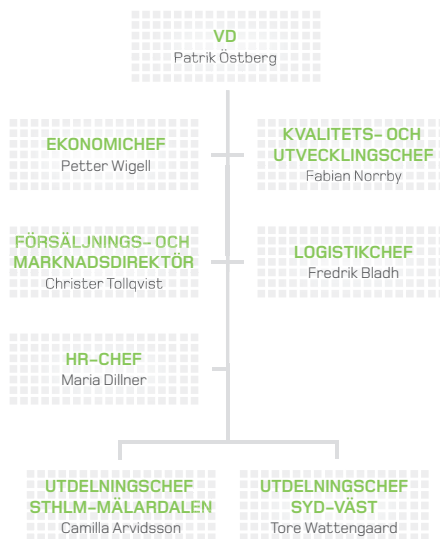 VD
Patrik Östberg
EKONOMICHEF
Petter Wigell
KVALITETS- OCH
UTVECKLINGSCHEF
Fabian Norrby
FÖRSÄLJNINGS- OCH
MARKNADSDIREKTÖR
Christer Tollqvist
LOGISTIKCHEF
Fredrik Bladh
HR-CHEF
Maria Dillner
UTDELNINGSCHEF
STHLM-MÄLARDALEN
Camilla Arvidsson
UTDELNINGSCHEF
SYD-VÄST
Tore Wattengaard